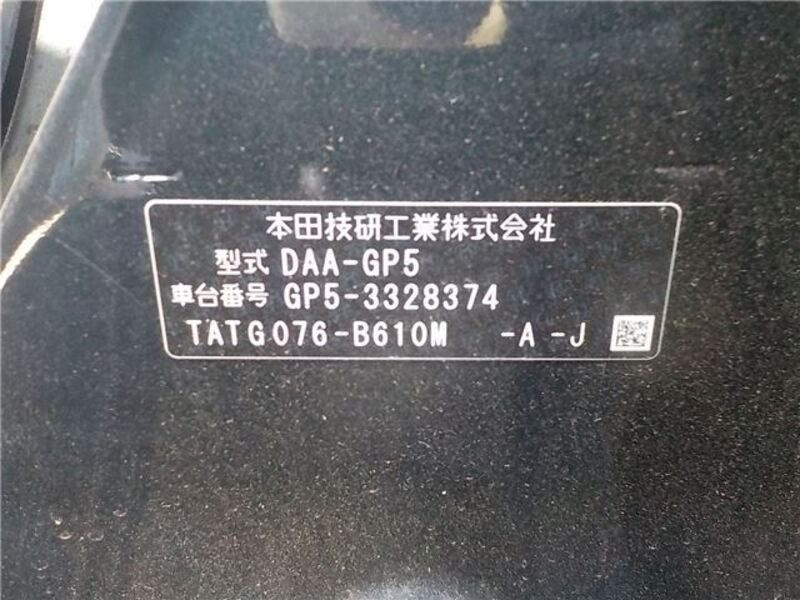 本田技研工業株式会社
型式 DAA-GP5
車台番号 GP5-3328374
TATG076-B610M -A -J